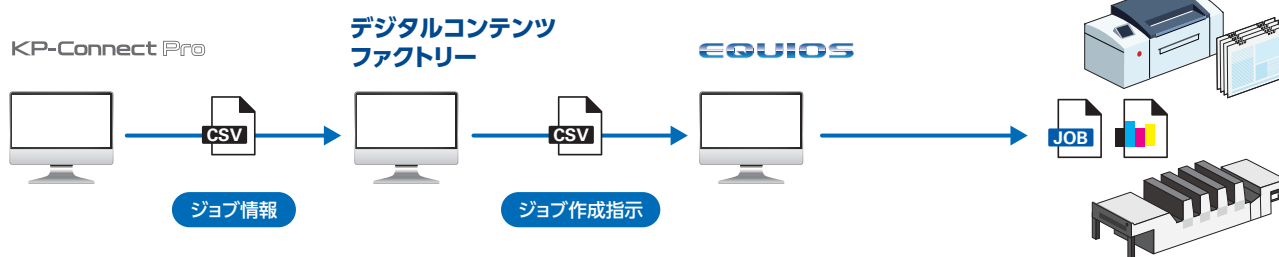 KP-Connect Pro
デジタルコンテンツ
ファクトリー
EQUIOS
CSV
CSV
JOB
ジョブ情報
ジョブ作成指示